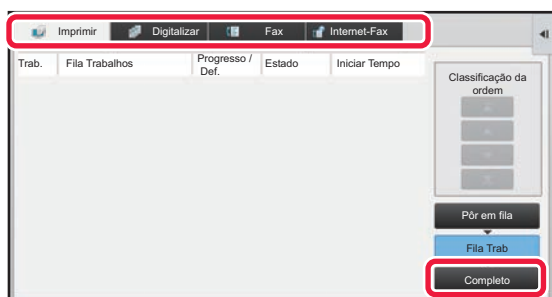 Imprimir Digitalizar Fax Internet-Fax
Trab. Fila Trabalhos Progresso / Def. Estado Iniciar Tempo
Classificação da
ordem
Pôr em fila
Fila Trab
Completo